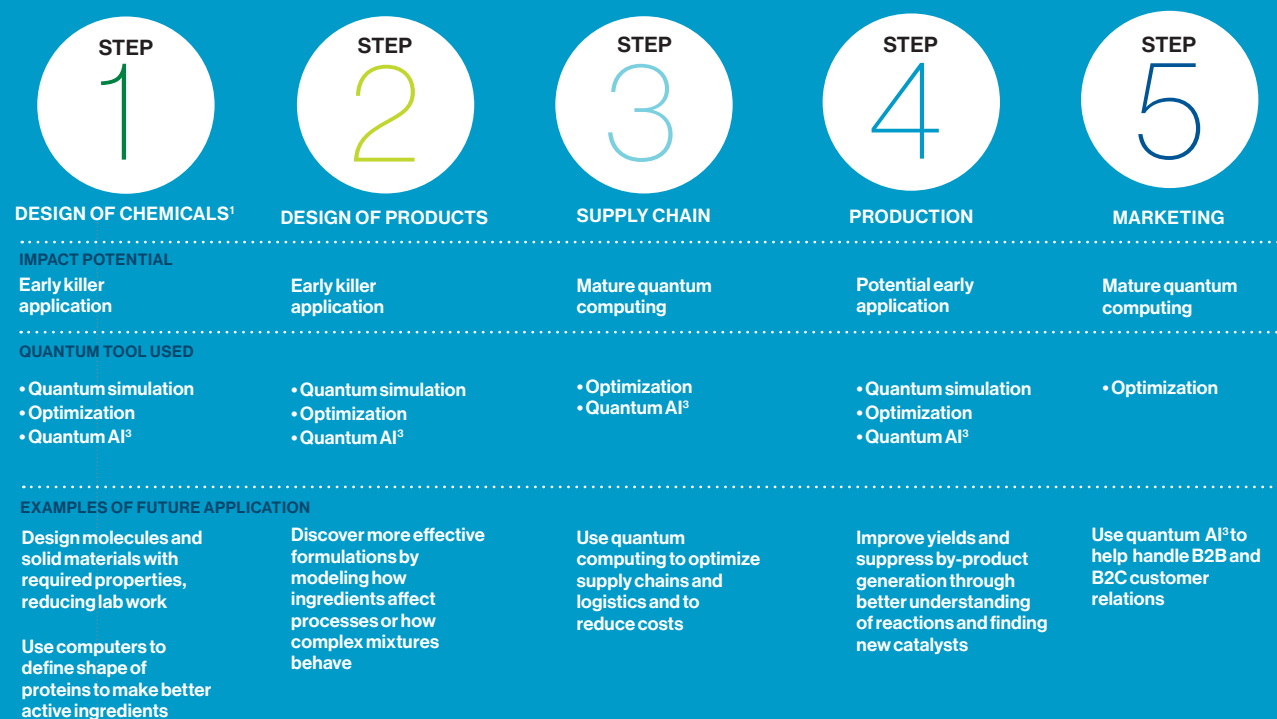 STEP
1
STEP
2
STEP
3
STEP
4
STEP
5
DESIGN OF CHEMICALS¹
DESIGN OF PRODUCTS
SUPPLY CHAIN
PRODUCTION
MARKETING
IMPACT POTENTIAL
Early killer
application
Early killer
application
Mature quantum
computing
Potential early
application
Mature quantum
computing
QUANTUM TOOL USED
• Quantum simulation
• Optimization
• Quantum AI³
• Quantum simulation
• Optimization
• Quantum AI³
• Optimization
• Quantum AI³
• Quantum simulation
• Optimization
• Quantum AI³
• Optimization
EXAMPLES OF FUTURE APPLICATION
Design molecules and
solid materials with
required properties,
reducing lab work
Use computers to
define shape of
proteins to make better
active ingredients
Discover more effective
formulations by
modeling how
ingredients affect
processes or how
complex mixtures
behave
Use quantum
computing to optimize
supply chains and
logistics and to
reduce costs
Improve yields and
suppress by-product
generation through
better understanding
of reactions and finding
new catalysts
Use quantum AI³ to
help handle B2B and
B2C customer
relations